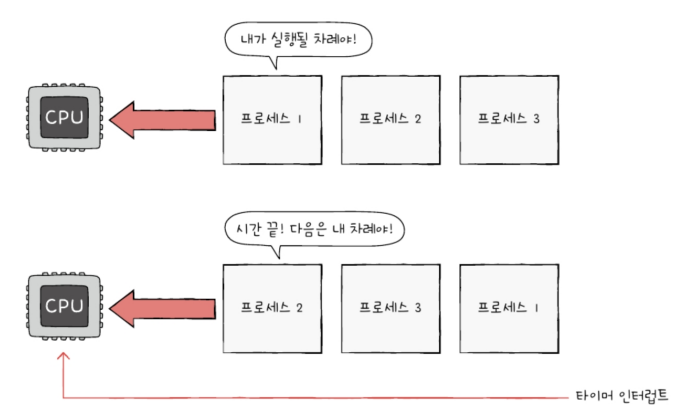 내가 실행될 차례야!
CPU
프로세스 1
프로세스 2
프로세스 3
시간 끝! 다음은 내 차례야!
CPU
프로세스 2
프로세스 3
프로세스 1
타이머 인터럽트